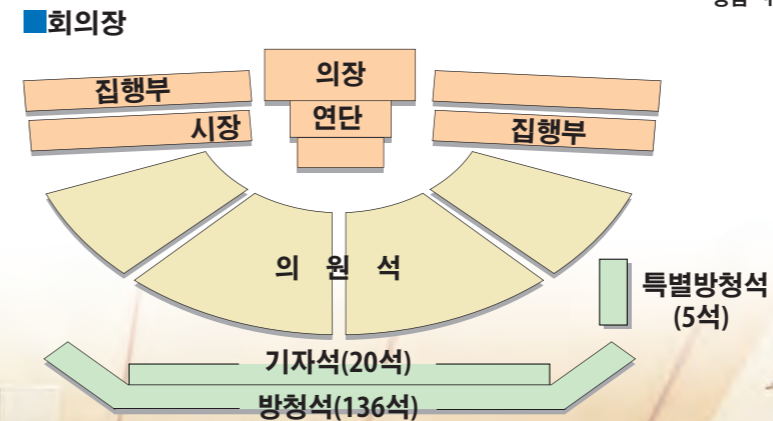 ■회의장
집행부
의장
시장
연단
집행부
의 원 석
특별방청석
(5석)
기자석(20석)
방청석(136석)